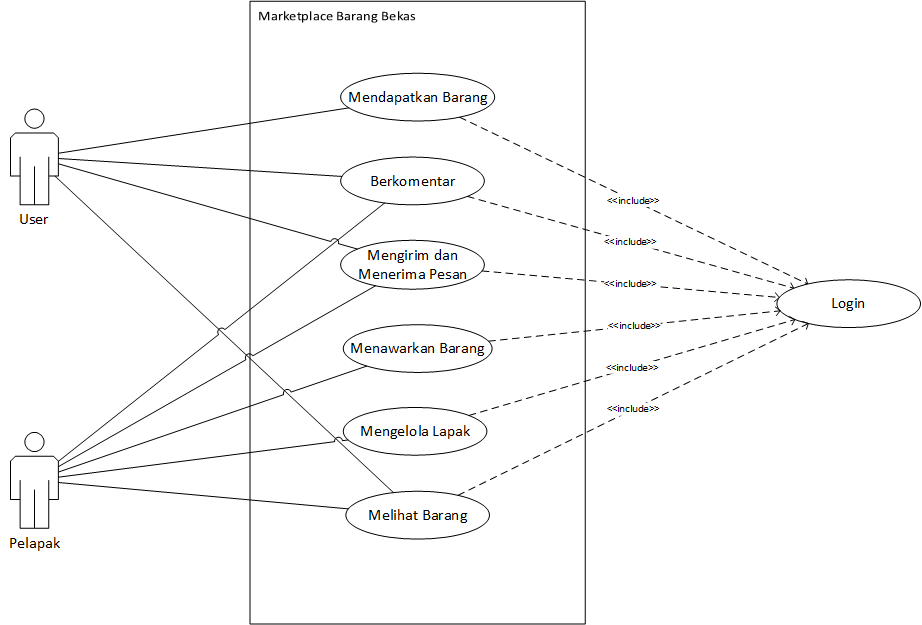 Marketplace Barang Bekas
Mendapatkan Barang
Berkomentar
Mengirim dan
Menerima Pesan
Menawarkan Barang
Mengelola Lapak
Melihat Barang
User
Pelapak
<<include>>
<<include>>
<<include>>
<<include>>
<<include>>
<<include>>
Login